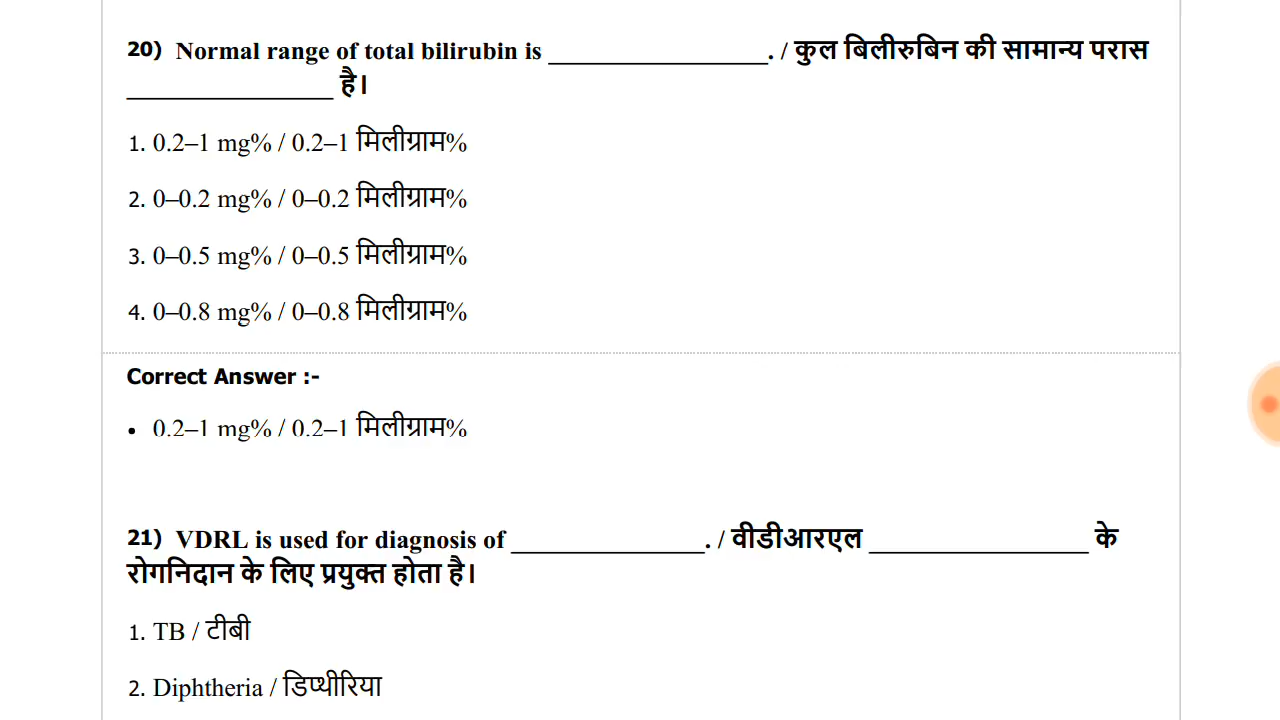 20) Normal range of total bilirubin is _________________. / कुल बिलीरुबिन की सामान्य परास
________________ है।
1. 0.2–1 mg% / 0.2–1 मिलीग्राम%
2. 0–0.2 mg% / 0–0.2 मिलीग्राम%
3. 0–0.5 mg% / 0–0.5 मिलीग्राम%
4. 0–0.8 mg% / 0–0.8 मिलीग्राम%
Correct Answer :-
• 0.2–1 mg% / 0.2–1 मिलीग्राम%
21) VDRL is used for diagnosis of _______________. / वीडीआरएल _________________ के
रोगनिदान के लिए प्रयुक्त होता है।
1. TB / टीबी
2. Diphtheria / डिप्थीरिया